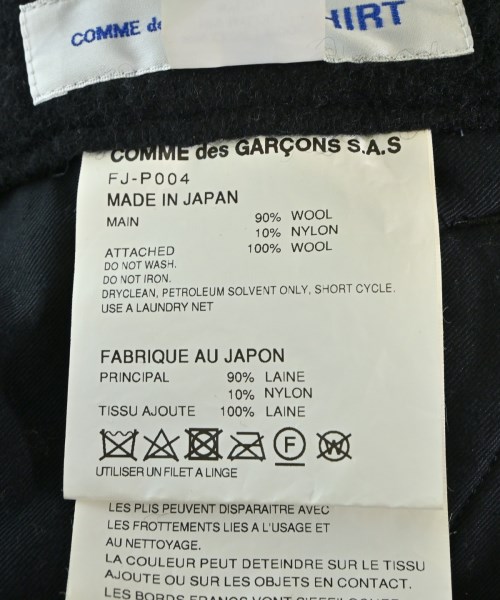 COMME de
HIRT
COMME des GARÇONS S.A.S
FJ-P004
MADE IN JAPAN
MAIN 90% WOOL
10% NYLON
ATTACHED 100% WOOL
DO NOT WASH.
DO NOT IRON.
DRYCLEAN, PETROLEUM SOLVENT ONLY, SHORT CYCLE.
USE A LAUNDRY NET
FABRIQUE AU JAPON
PRINCIPAL 90% LAINE
10% NYLON
TISSU AJOUTE 100% LAINE
F W
UTILISER UN FILET A LINGE
LES PLIS PEUVENT DISPARAITRE AVEC
LES FROTTEMENTS LIES A L'USAGE ET
AU NETTOYAGE.
LA COULEUR PEUT DETEINDRE SUR LE TISSU
AJOUTE OU SUR LES OBJETS EN CONTACT.
LES BORDS FRANCS VONT